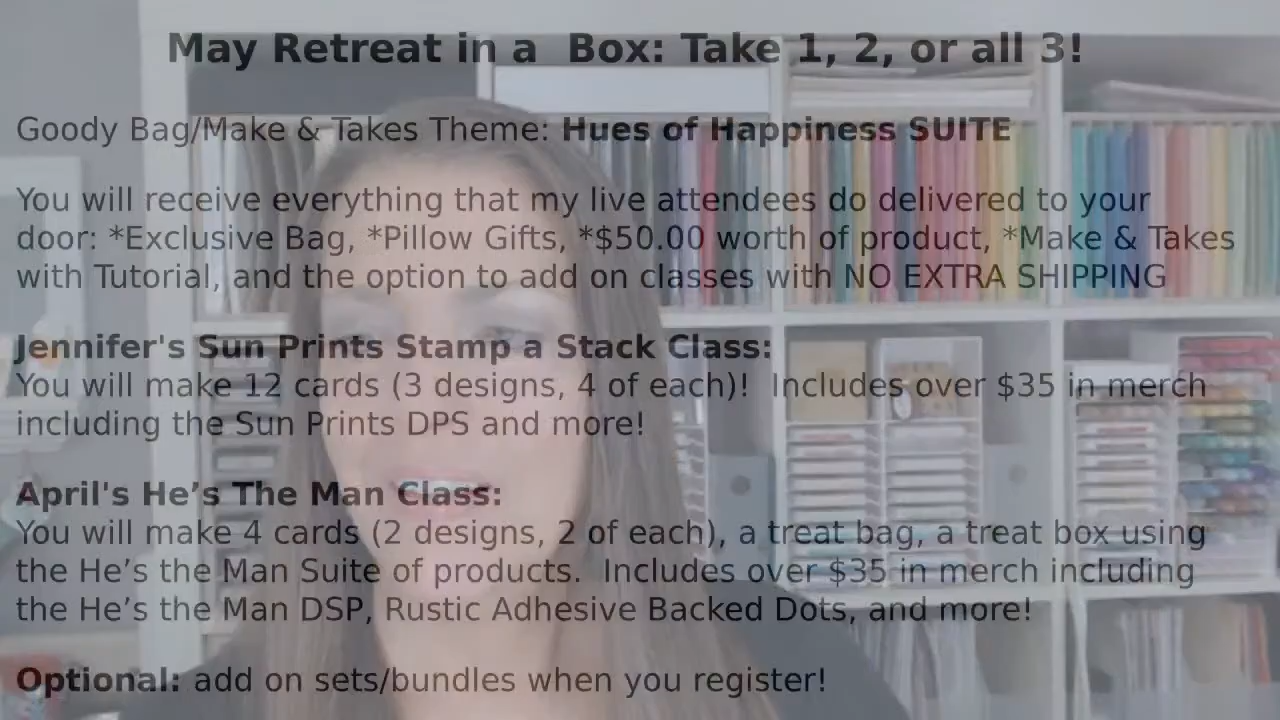 May Retreat in a  Box: Take 1, 2, or all 3!
Goody Bag/Make & Takes Theme: Hues of Happiness SUITE
You will receive everything that my live attendees do delivered to your
door: *Exclusive Bag, *Pillow Gifts, *$50.00 worth of product, *Make & Takes
with Tutorial, and the option to add on classes with NO EXTRA SHIPPING
Jennifer's Sun Prints Stamp a Stack Class:
You will make 12 cards (3 designs, 4 of each)!  Includes over $35 in merch
including the Sun Prints DPS and more!
April's He’s The Man Class:
You will make 4 cards (2 designs, 2 of each), a treat bag, a treat box using
the He’s the Man Suite of products.  Includes over $35 in merch including
the He’s the Man DSP, Rustic Adhesive Backed Dots, and more!
Optional: add on sets/bundles when you register!